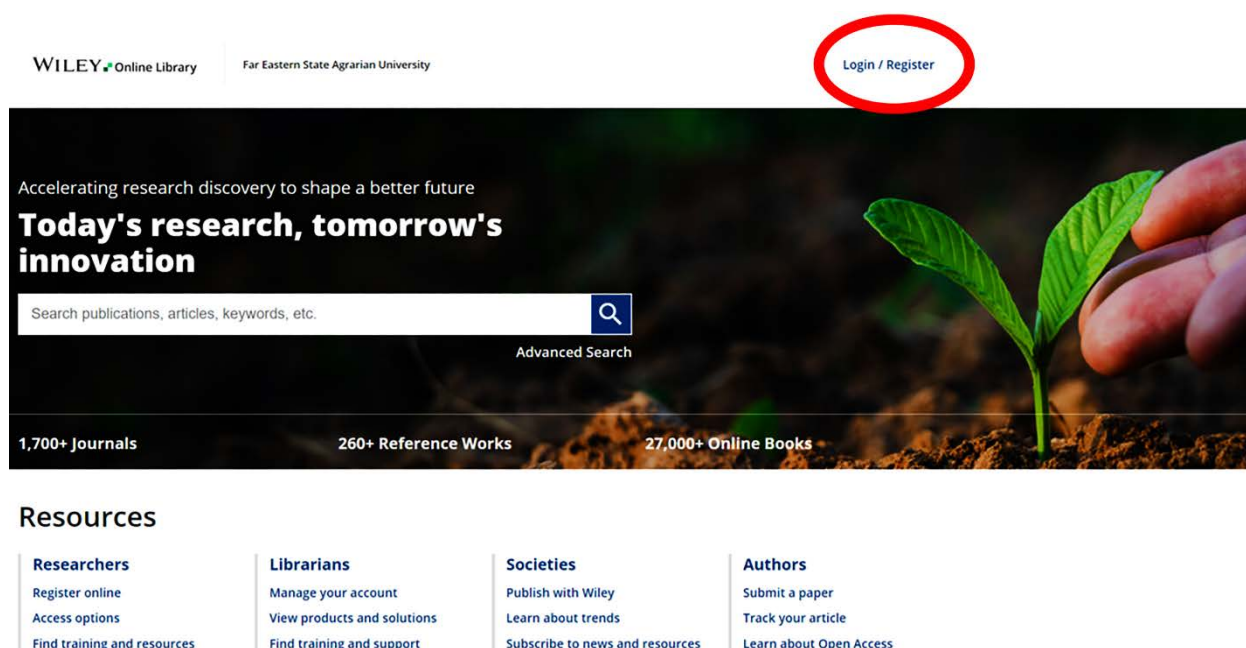 WILEY Online Library
Far Eastern State Agrarian University
Login / Register
Accelerating research discovery to shape a better future
Today's research, tomorrow's
innovation
Search publications, articles, keywords, etc.
Advanced Search
1,700+ Journals
260+ Reference Works
27,000+ Online Books
Resources
Researchers
Register online
Access options
Find training and resources
Librarians
Manage your account
View products and solutions
Find training and support
Societies
Publish with Wiley
Learn about trends
Subscribe to news and resources
Authors
Submit a paper
Track your article
Learn about Open Access